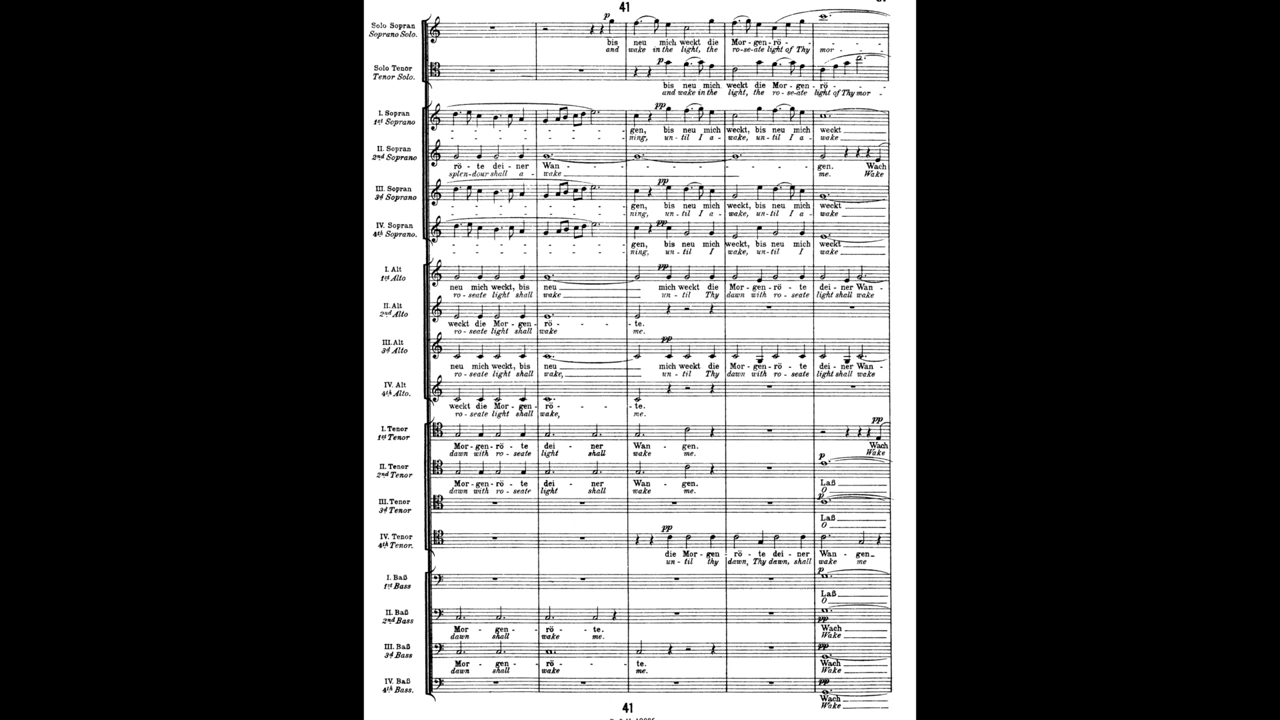 41
Solo Sopran
Soprano Solo.
p
bis neu mich weckt die Mor - gen - rö -
and wake in the light, the ro - se - ate light of Thy mor -
Solo Tenor
Tenor Solo.
p
bis neu mich weckt die Mor - gen - rö
and wake in the light, the ro - se - ate light of Thy mor -
I. Sopran
1st Soprano
pp
gen, bis neu mich weckt, bis neu mich weckt
ning, un - til I a - wake, un - til I a - wake
II. Sopran
2nd Soprano
rö - te dei - ner Wan - gen. Wach
splen - dour shall a - wake me. Wake
III. Sopran
3d Soprano
pp
gen, bis neu mich weckt, bis neu mich weckt
ning, un - til I a - wake, un - til I a - wake
IV. Sopran
4th Soprano.
pp
gen, bis neu mich weckt, bis neu mich weckt
ning, un - til I wake, un - til I wake
I. Alt
1st Alto
pp
neu mich weckt, bis neu mich weckt die Mor - gen - rö - te dei - ner Wan -
ro - seate light shall wake un - til Thy dawn with ro - seate light shall wake
II. Alt
2nd Alto
weckt die Mor - gen - rö - te.
ro - seate light shall wake me.
III. Alt
3d Alto
pp
neu mich weckt, bis neu mich weckt die Mor - gen - rö - te dei - ner Wan -
ro - seate light shall wake, un - til Thy dawn with ro - seate light shall wake
IV. Alt
4th Alto.
weckt die Mor - gen - rö - te.
ro - seate light shall wake, me.
I. Tenor
1st Tenor
pp
Mor - gen - rö - te dei - ner Wan - gen. Wach
dawn with ro - seate light shall wake me. Wake
II. Tenor
2nd Tenor
p
Mor - gen - rö - te dei - ner Wan - gen. Laß
dawn with ro - seate light shall wake me. O
III. Tenor
3d Tenor
p
Laß
O
IV. Tenor
4th Tenor.
pp
die Mor - gen - rö - te dei - ner Wan - gen
un - til thy dawn, Thy dawn, shall wake me
I. Baß
1st Bass
p
Laß
O
II. Baß
2nd Bass
pp
Mor - gen - rö - te. Wach
dawn shall wake me. Wake
III. Baß
3d Bass
pp
Mor - gen - rö - te. Wach
dawn shall wake me. Wake
IV. Baß
4th Bass.
pp
Wach
Wake
41